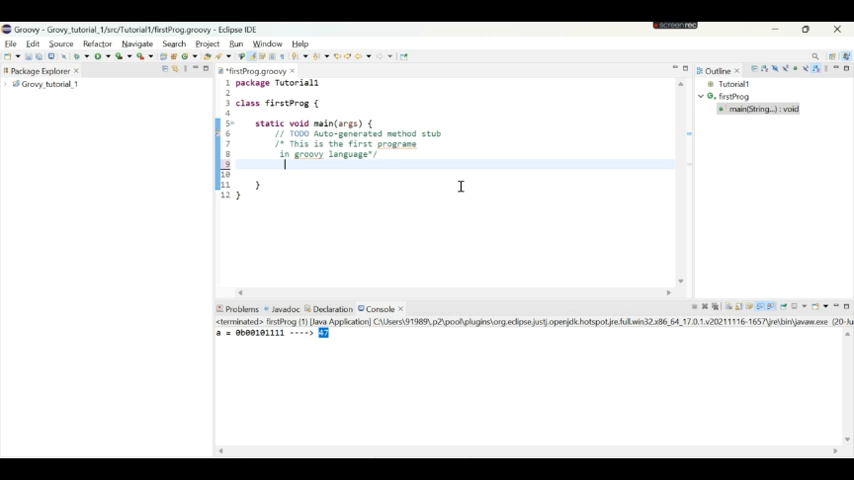 screenrec
Groovy - Grovy_tutorial_1/src/Tutorial1/firstProg.groovy - Eclipse IDE
File Edit Source Refactor Navigate Search Project Run Window Help
Package Explorer
Grovy_tutorial_1
*firstProg.groovy
1 package Tutorial1
2
3 class firstProg {
4
5 static void main(args) {
6 // TODO Auto-generated method stub
7 /* This is the first programe
8 in groovy language*/
9
10
11 }
12 }
Outline
Tutorial1
firstProg
main(String...) : void
Problems Javadoc Declaration Console
<terminated> firstProg (1) [Java Application] C:\Users\91989\.p2\pool\plugins\org.eclipse.justj.openjdk.hotspot.jre.full.win32.x86_64_17.0.1.v20211116-1657\jre\bin\javaw.exe (20-Ju
a = 0b00101111 ----> 47